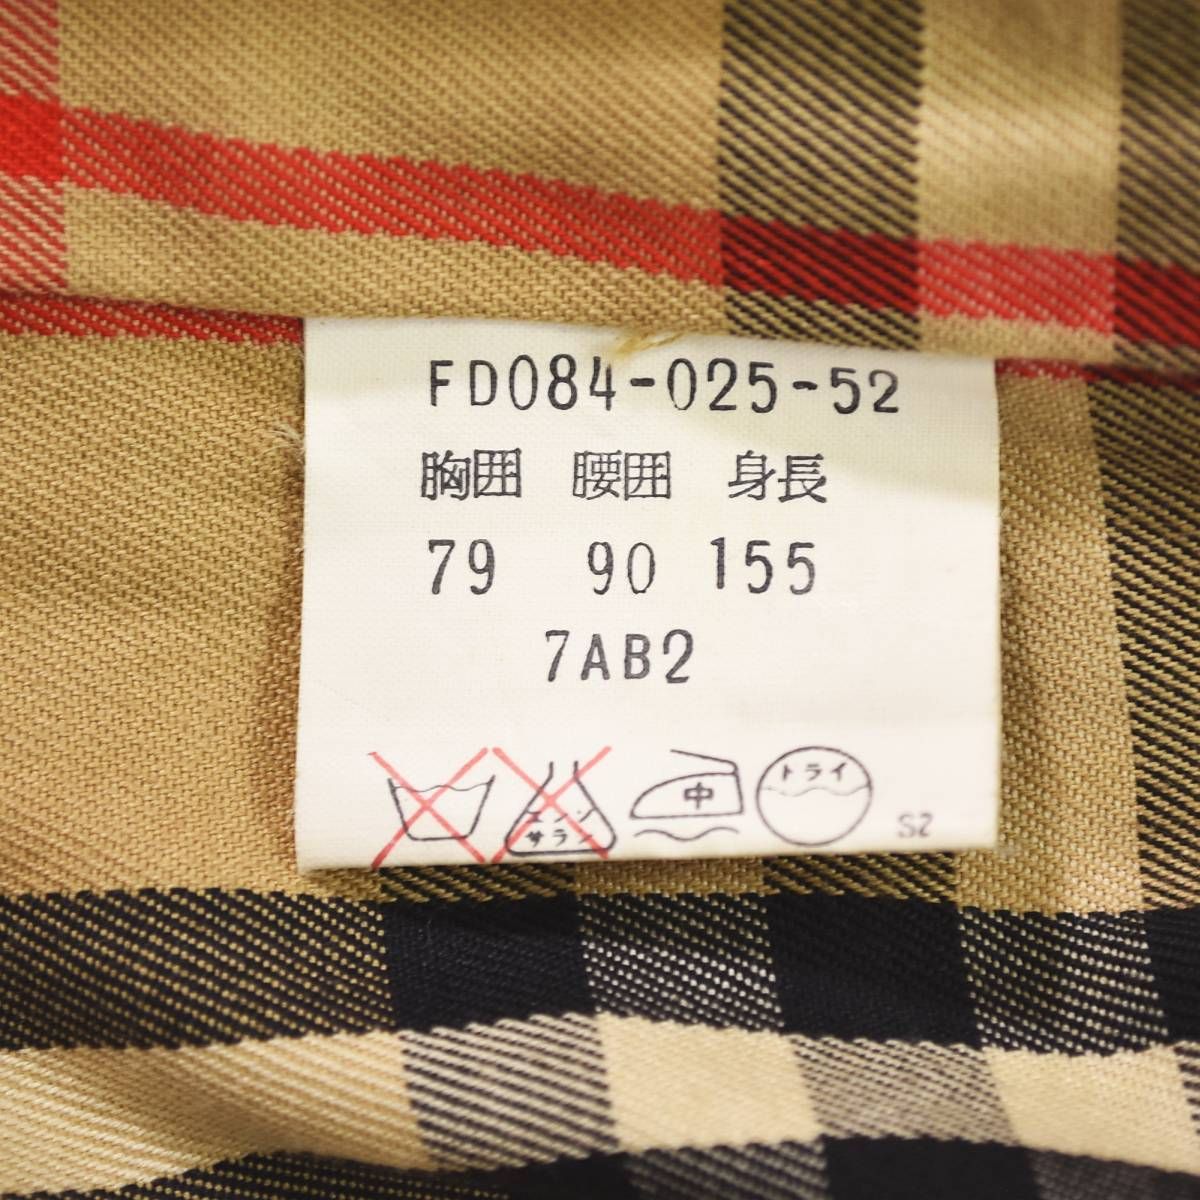 FD084-025-52
胸囲 腰囲 身長
79 90 155
7AB2
エンソ
サラシ
中
トライ
S2